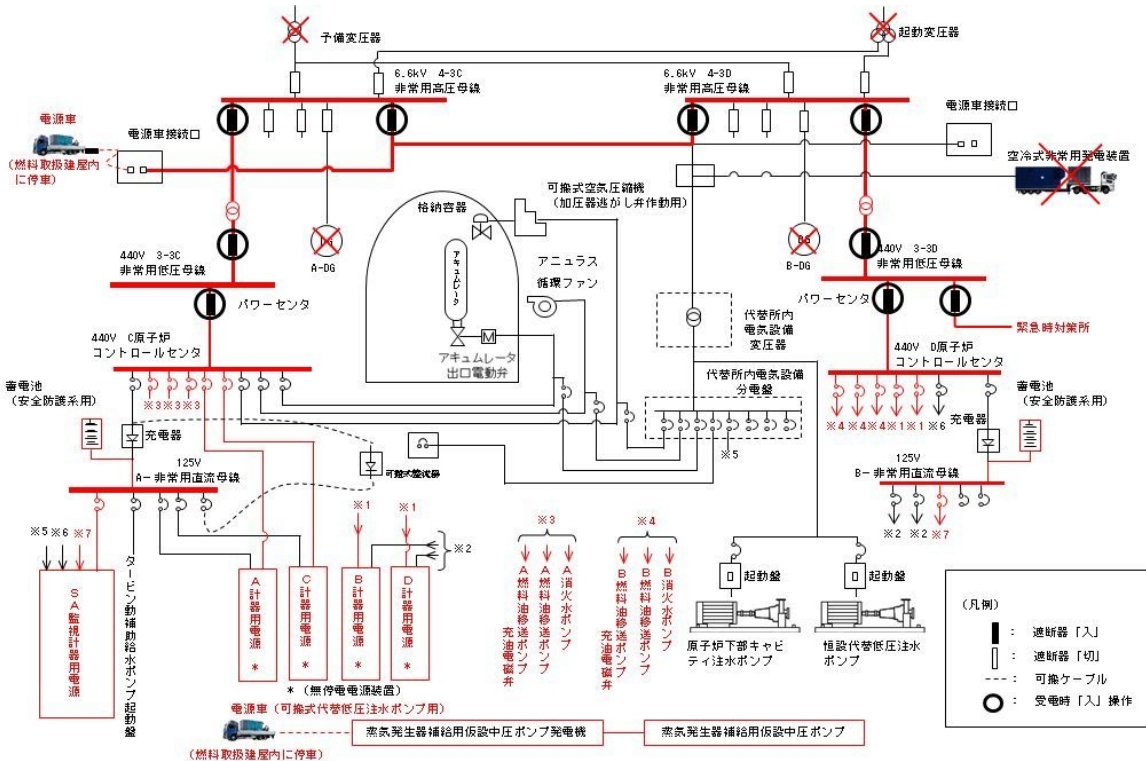 予備変圧器
起動変圧器
6.6kV 4-3C
非常用高圧母線
6.6kV 4-3D
非常用高圧母線
電源車
電源車接続口
(燃料取扱建屋内
に停車)
電源車接続口
空冷式非常用発電装置
可搬式空気圧縮機
(加圧器逃がし弁作動用)
格納容器
アキュムレータ
A-DG
B-DG
アニュラス
循環ファン
アキュムレータ
出口電動弁
M
440V 3-3C
非常用低圧母線
パワーセンタ
440V 3-3D
非常用低圧母線
パワーセンタ
緊急時対策所
代替所内
電気設備
変圧器
代替所内電気設備
分電盤
440V C原子炉
コントロールセンタ
440V D原子炉
コントロールセンタ
蓄電池
(安全防護系用)
充電器
※3 ※3 ※3
可搬式整流器
※5
※4 ※4 ※4 ※1 ※1 ※6
蓄電池
(安全防護系用)
充電器
125V
A-非常用直流母線
125V
B-非常用直流母線
※2 ※2 ※7
※5 ※6 ※7
SA監視計器用電源
タービン動補助給水ポンプ起動盤
A計器用電源 *
C計器用電源 *
※1
B計器用電源 *
※1
D計器用電源 *
※2
* (無停電電源装置)
※3
A燃料油移送ポンプ充油電磁弁
A燃料油移送ポンプ
A消火水ポンプ
※4
B燃料油移送ポンプ充油電磁弁
B燃料油移送ポンプ
B消火水ポンプ
起動盤
原子炉下部キャビ
ティ注水ポンプ
起動盤
恒設代替低圧注水
ポンプ
(凡例)
: 遮断器「入」
: 遮断器「切」
: 可搬ケーブル
: 受電時「入」操作
電源車(可搬式代替低圧注水ポンプ用)
(燃料取扱建屋内に停車)
蒸気発生器補給用仮設中圧ポンプ発電機
蒸気発生器補給用仮設中圧ポンプ